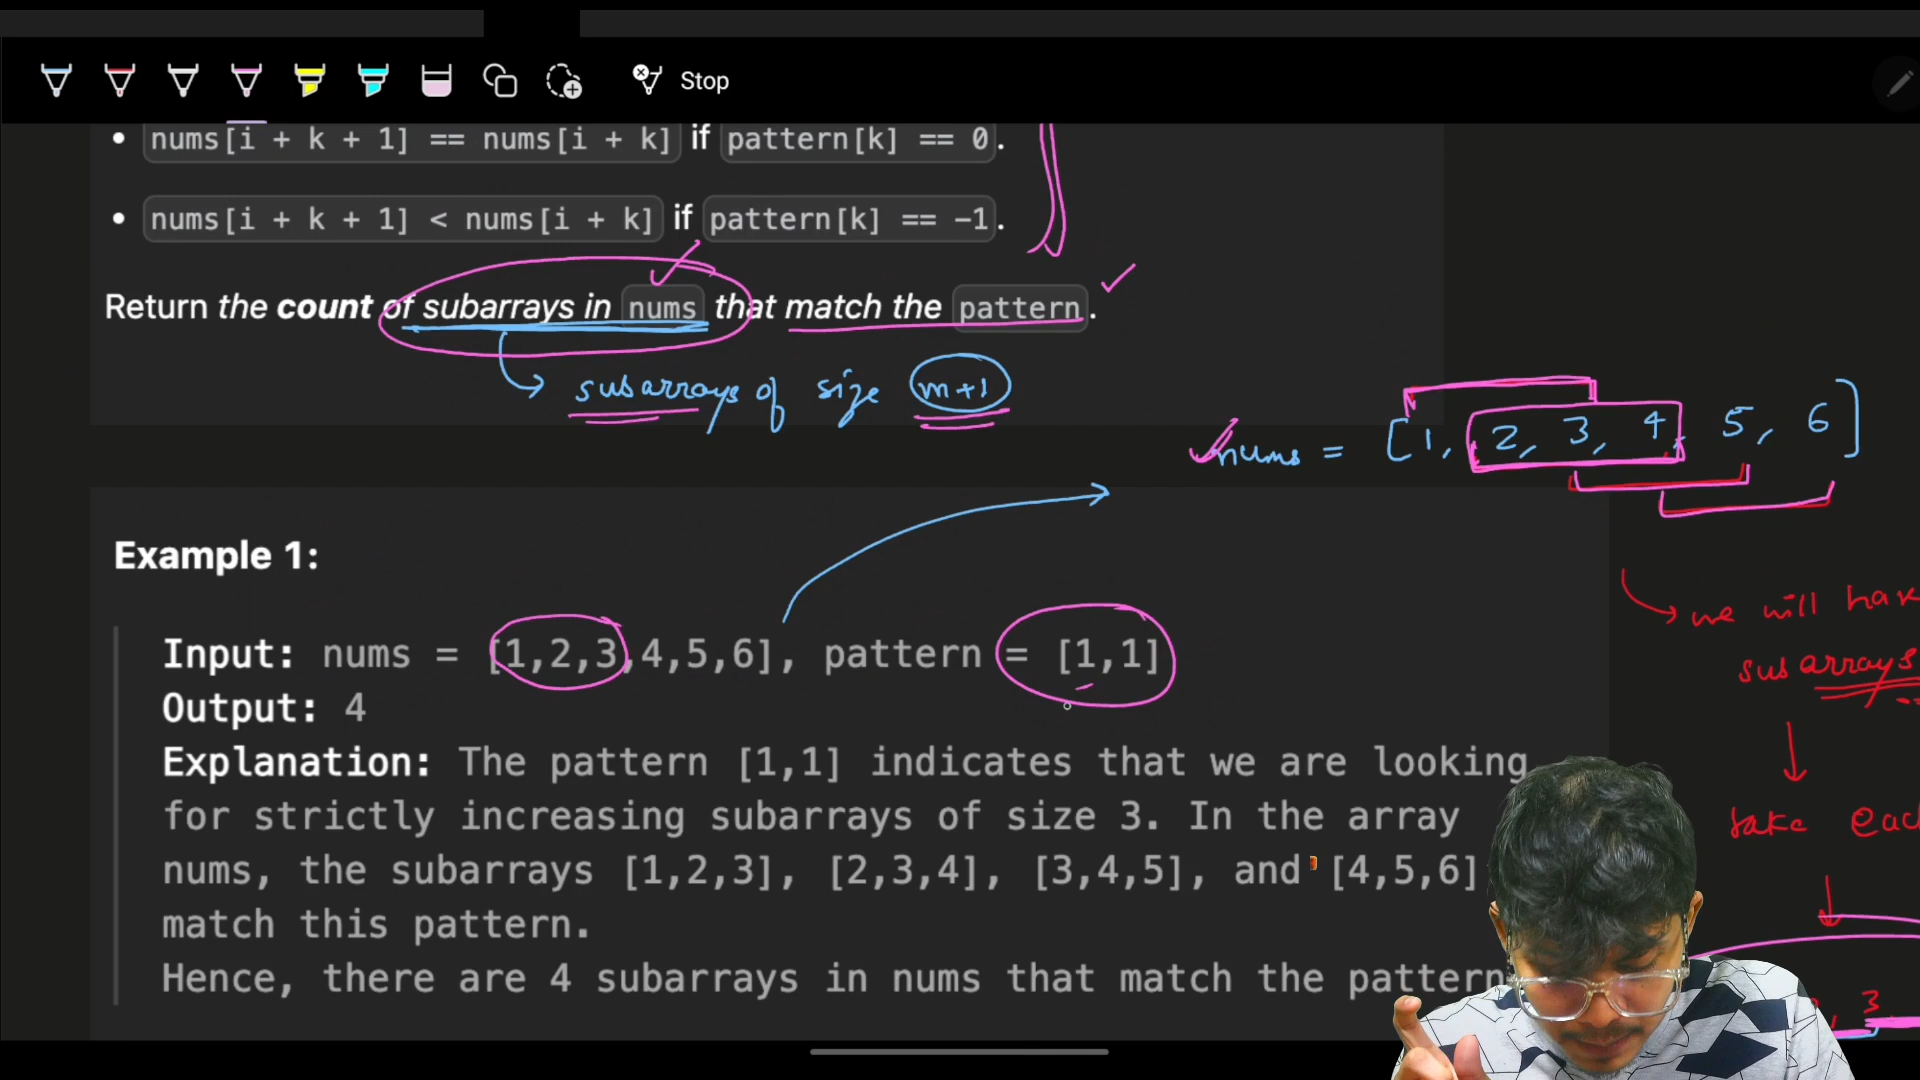 Stop
• nums[i + k + 1] == nums[i + k] if pattern[k] == 0.
• nums[i + k + 1] < nums[i + k] if pattern[k] == -1.
Return the count of subarrays in nums that match the pattern.
subarrays of size m+1
nums = [1, 2, 3, 4, 5, 6]
Example 1:
Input: nums = [1,2,3,4,5,6], pattern = [1,1]
Output: 4
Explanation: The pattern [1,1] indicates that we are looking
for strictly increasing subarrays of size 3. In the array
nums, the subarrays [1,2,3], [2,3,4], [3,4,5], and [4,5,6]
match this pattern.
Hence, there are 4 subarrays in nums that match the pattern
we will hav
subarrays
take eac
, 3